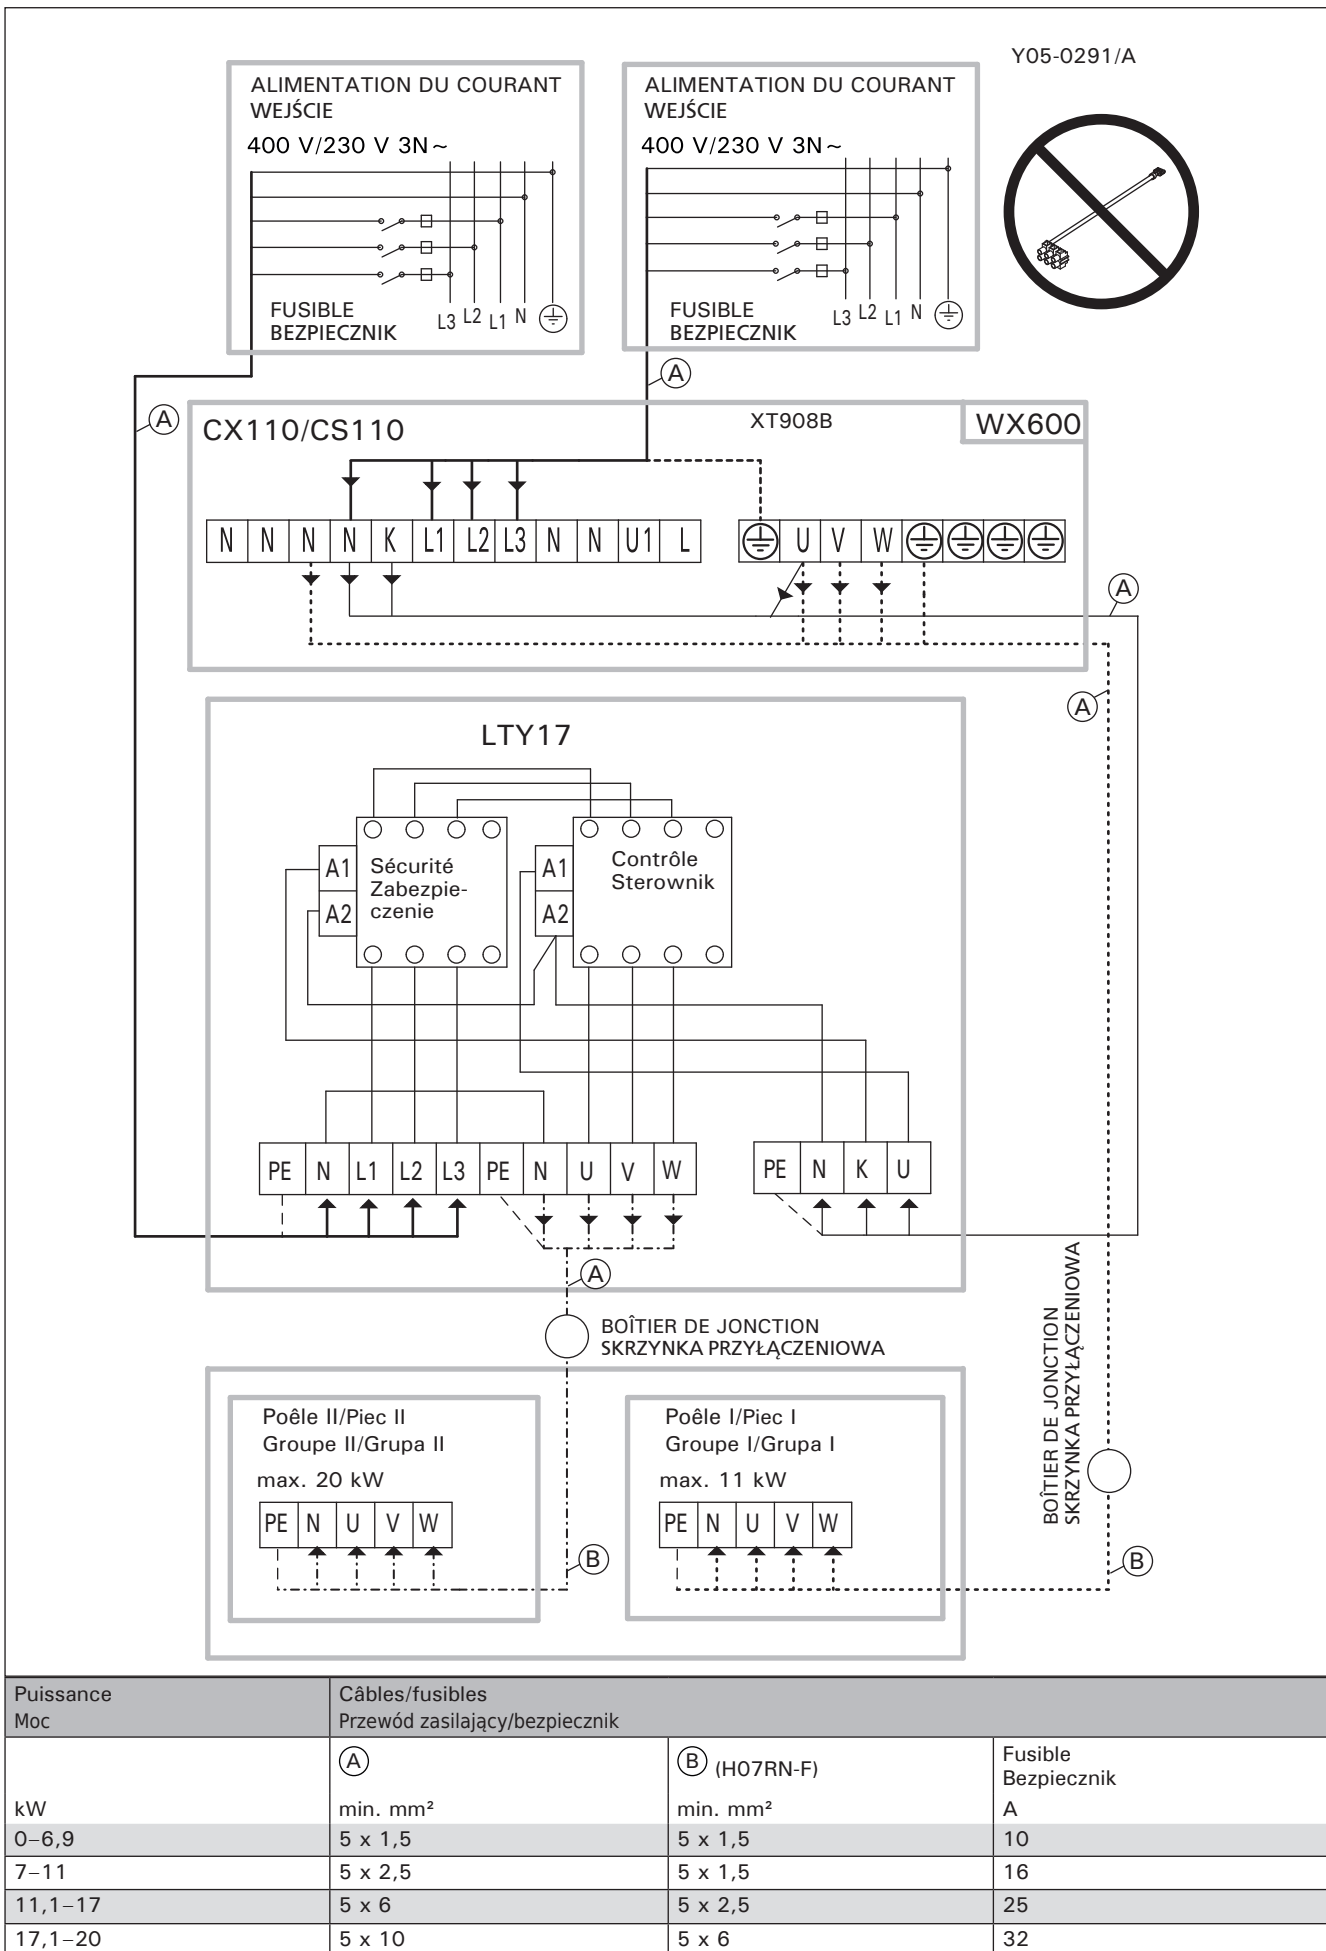 Y05-0291/A
ALIMENTATION DU COURANT
WEJŚCIE
400 V/230 V 3N~
FUSIBLE
BEZPIECZNIK
L3 L2 L1 N
ALIMENTATION DU COURANT
WEJŚCIE
400 V/230 V 3N~
FUSIBLE
BEZPIECZNIK
L3 L2 L1 N
A
A
CX110/CS110
XT908B
WX600
N N N N K L1 L2 L3 N N U1 L
U V W
A
A
LTY17
A1
A2
Sécurité
Zabezpie-
czenie
A1
A2
Contrôle
Sterownik
PE N L1 L2 L3 PE N U V W
PE N K U
A
BOÎTIER DE JONCTION
SKRZYNKA PRZYŁĄCZENIOWA
BOÎTIER DE JONCTION
SKRZYNKA PRZYŁĄCZENIOWA
Poêle II/Piec II
Groupe II/Grupa II
max. 20 kW
PE N U V W
B
Poêle I/Piec I
Groupe I/Grupa I
max. 11 kW
PE N U V W
B
Puissance
Moc
Câbles/fusibles
Przewód zasilający/bezpiecznik
A
B (H07RN-F)
Fusible
Bezpiecznik
kW min. mm² min. mm² A
0–6,9 5 x 1,5 5 x 1,5 10
7–11 5 x 2,5 5 x 1,5 16
11,1–17 5 x 6 5 x 2,5 25
17,1–20 5 x 10 5 x 6 32